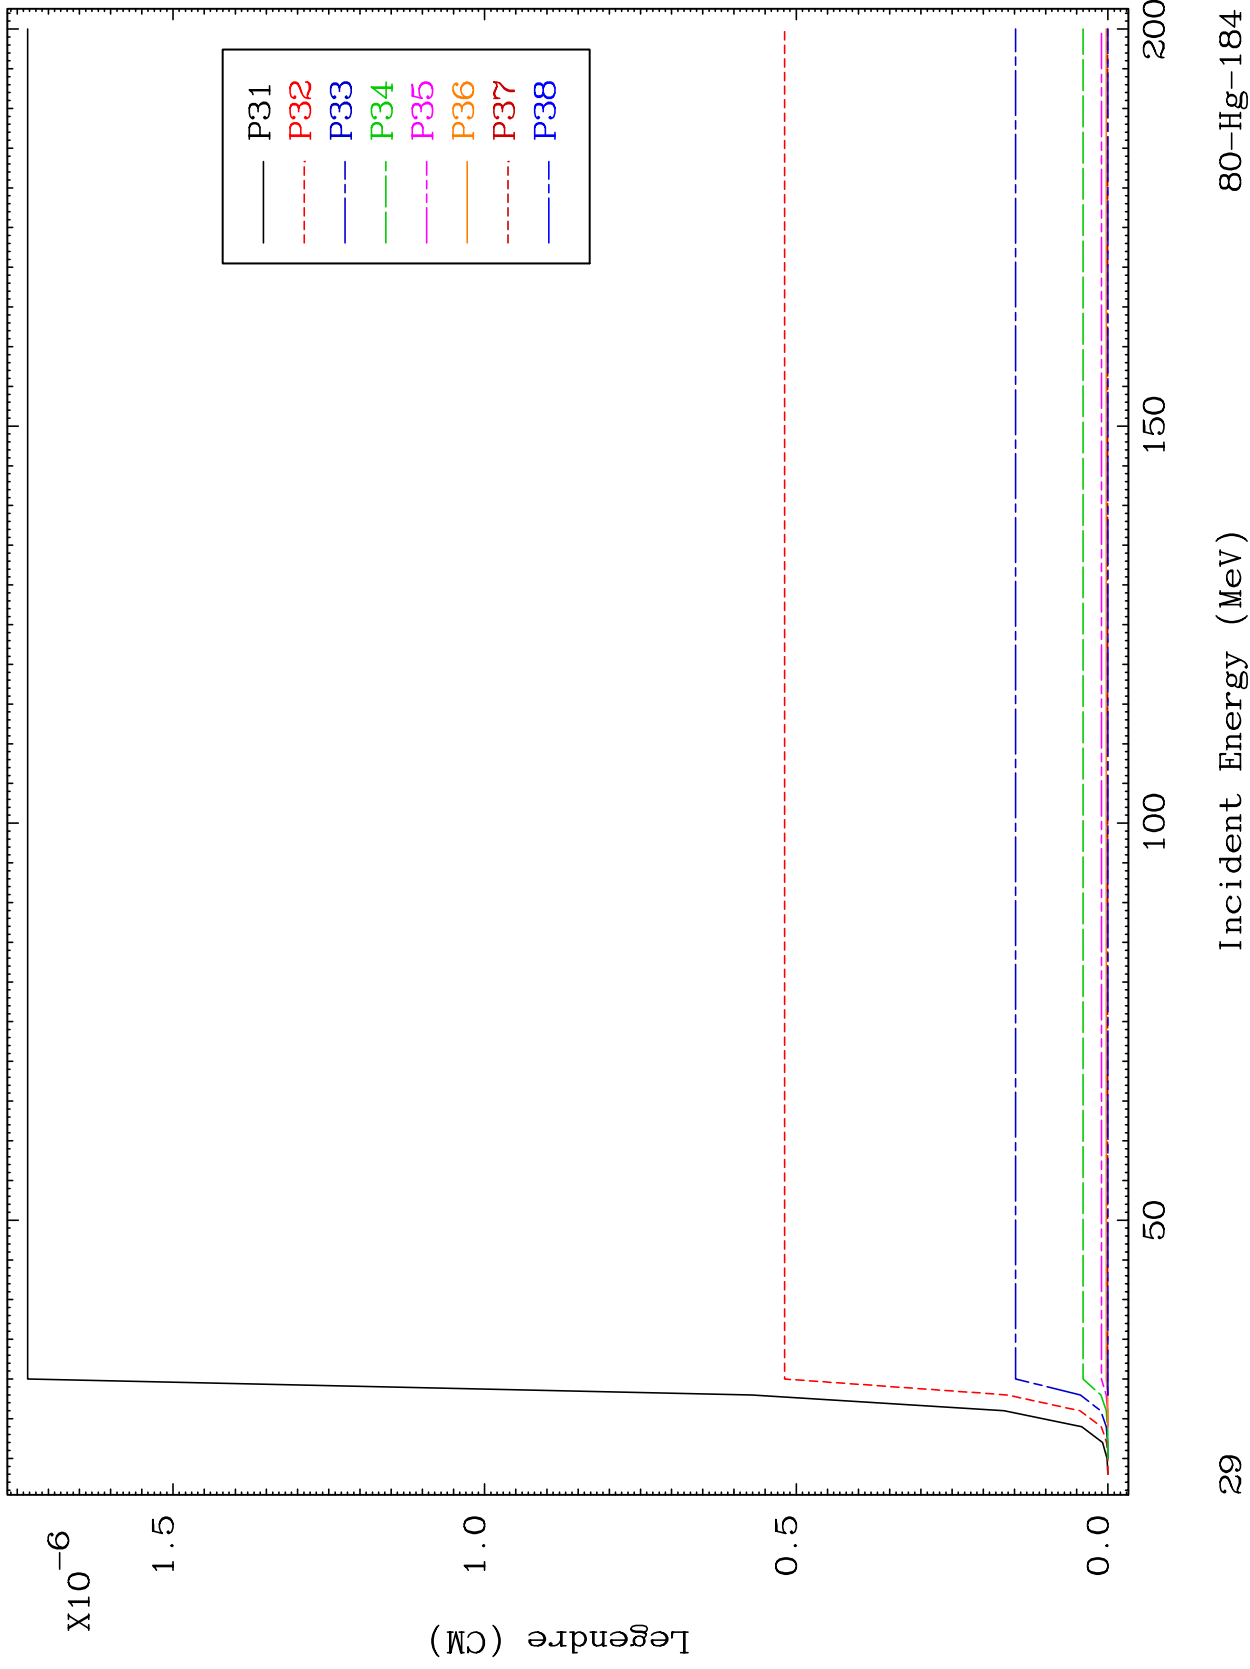 X10-6
1.5
1.0
0.5
0.0
Legendre (CM)
P31
P32
P33
P34
P35
P36
P37
P38
50
100
150
200
29
Incident Energy (MeV)
80-Hg-184